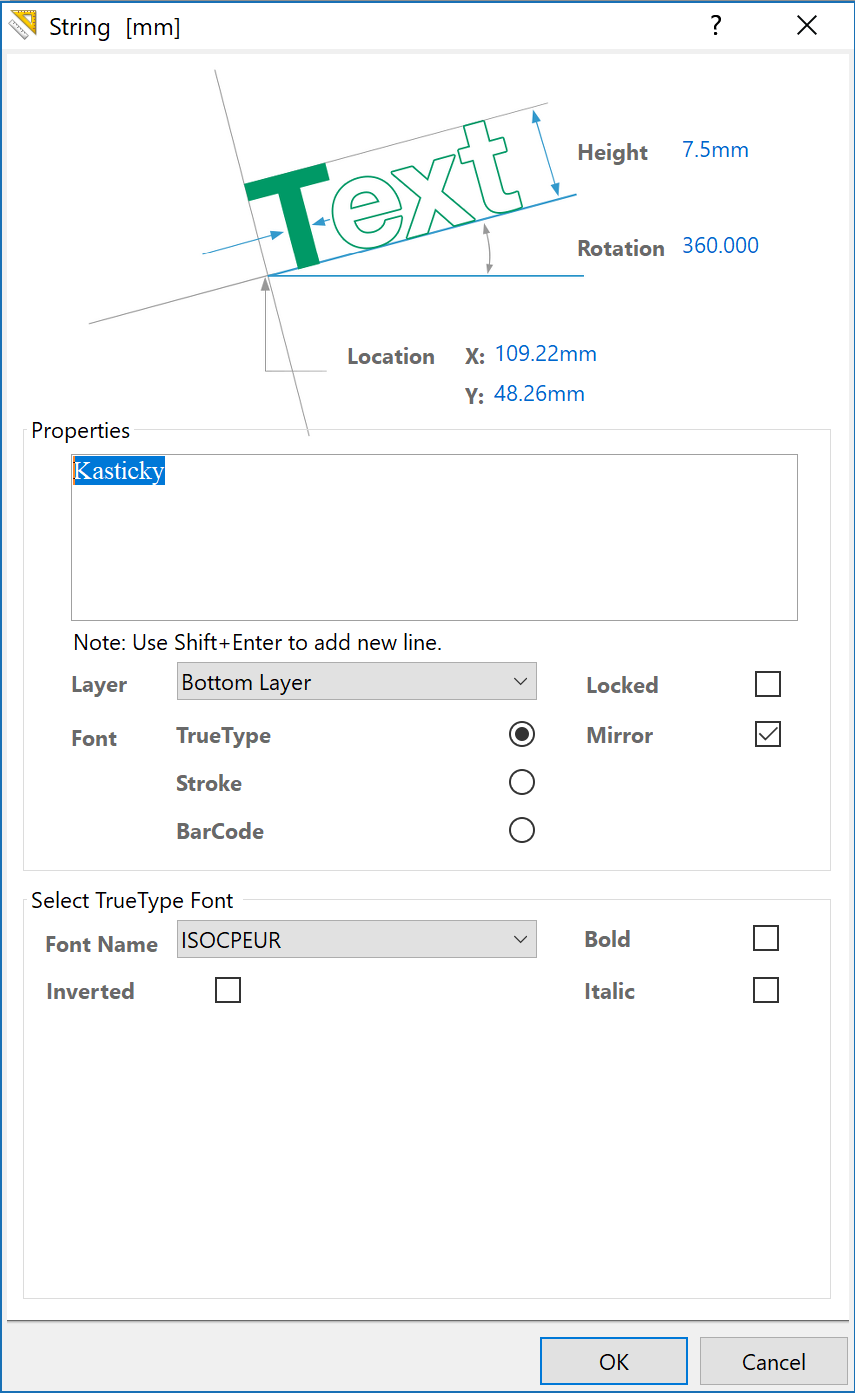 String [mm]
?
Text
Height 7.5mm
Rotation 360.000
Location X: 109.22mm
Y: 48.26mm
Properties
Kasticky
Note: Use Shift+Enter to add new line.
Layer Bottom Layer Locked
Font TrueType Mirror
Stroke
BarCode
Select TrueType Font
Font Name ISOCPEUR Bold
Inverted Italic
OK Cancel